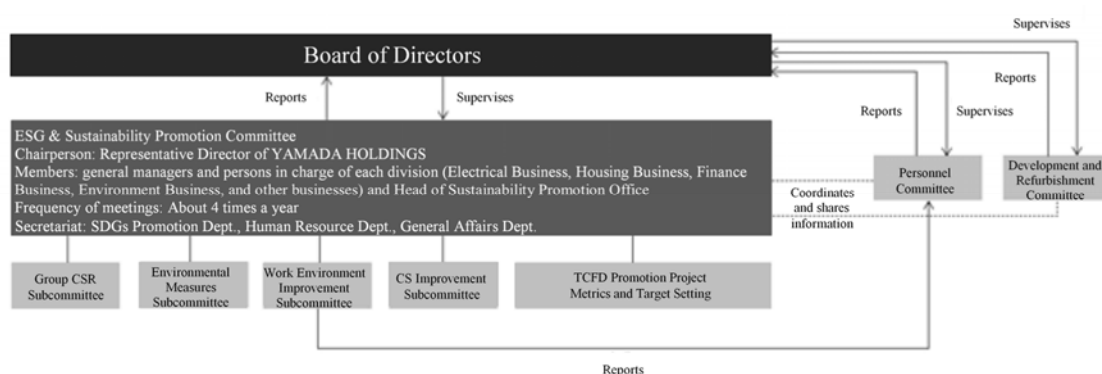 Supervises
Board of Directors
Reports
Supervises
Reports
Reports
Supervises
ESG & Sustainability Promotion Committee
Chairperson: Representative Director of YAMADA HOLDINGS
Members: general managers and persons in charge of each division (Electrical Business, Housing Business, Finance
Business, Environment Business, and other businesses) and Head of Sustainability Promotion Office
Frequency of meetings: About 4 times a year
Secretariat: SDGs Promotion Dept., Human Resource Dept., General Affairs Dept.
Coordinates
and shares
information
Personnel
Committee
Development and
Refurbishment
Committee
Group CSR
Subcommittee
Environmental
Measures
Subcommittee
Work Environment
Improvement
Subcommittee
CS Improvement
Subcommittee
TCFD Promotion Project
Metrics and Target Setting
Reports